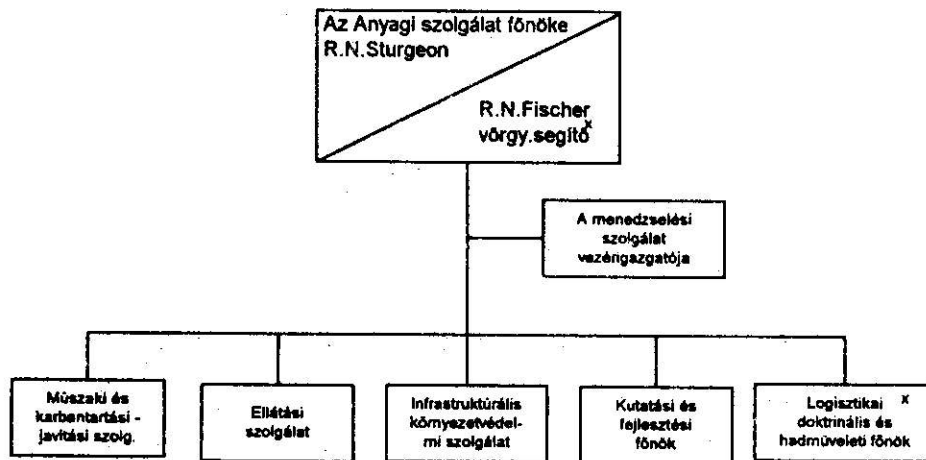 Az Anyagi szolgálat főnöke
R.N.Sturgeon
R.N.Fischer
vőrgy.segítő x
A menedzselési
szolgálat
vezérigazgatója
Műszaki és
karbantartási -
javítási szolg.
Ellátási
szolgálat
Infrastruktúrális
környezetvédel-
mi szolgálat
Kutatási és
fejlesztési
főnök
Logisztikai x
doktrinális és
hadműveleti főnök